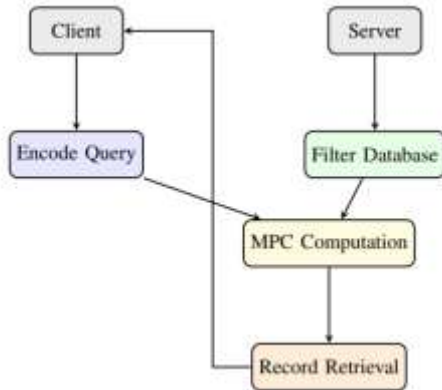 Client
Server
Encode Query
Filter Database
MPC Computation
Record Retrieval